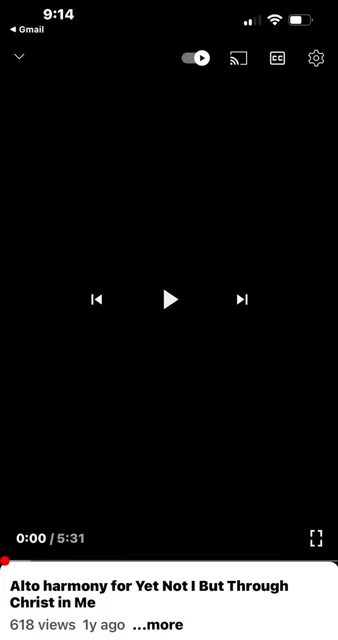 9:14
◀ Gmail
CC
0:00 / 5:31
Alto harmony for Yet Not I But Through
Christ in Me
618 views 1y ago ...more